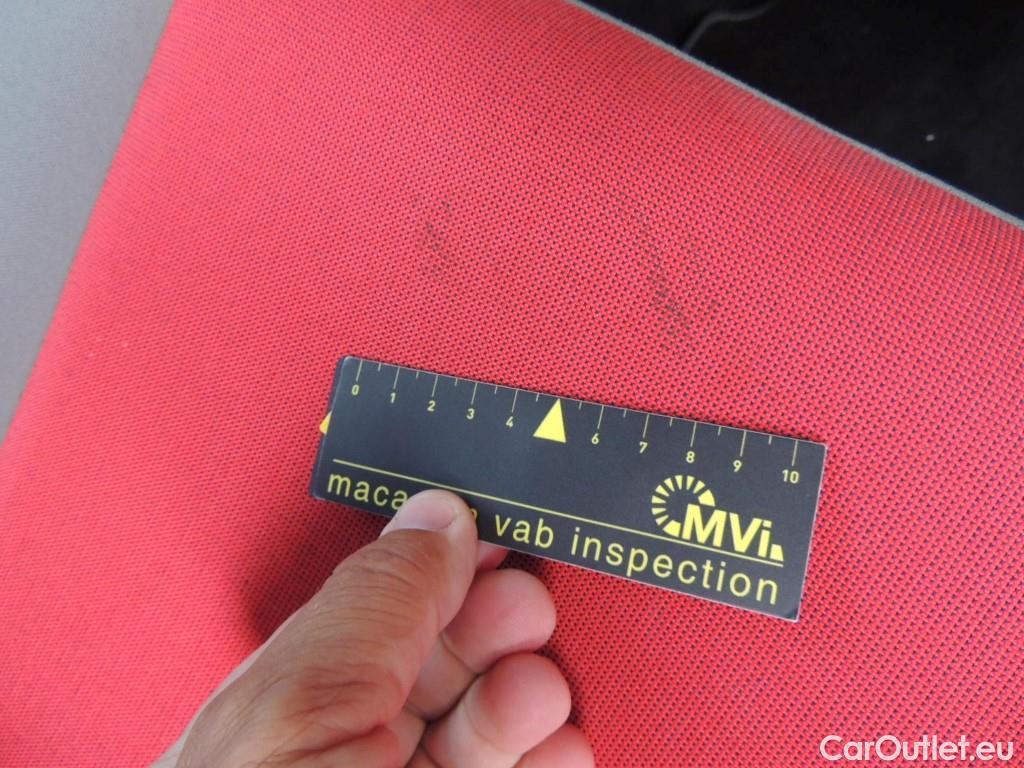 0 1 2 3 4 6 7 8 9 10
MVi
vab inspection
CarOutlet.eu